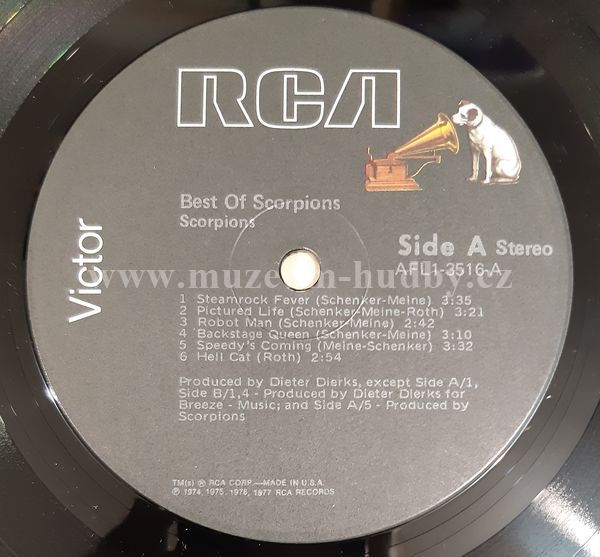 RCA
Victor
Best Of Scorpions
Scorpions
Side A Stereo
AFL1-3516-A
www.muzeum-hudby.cz
1 Steamrock Fever (Schenker-Meine) 3:35
2 Pictured Life (Schenker-Meine-Roth) 3:21
3 Robot Man (Schenker-Meine) 2:42
4 Backstage Queen (Schenker-Meine) 3:10
5 Speedy's Coming (Meine-Schenker) 3:32
6 Hell Cat (Roth) 2:54
Produced by Dieter Dierks, except Side A/1,
Side B/1,4 - Produced by Dieter Dierks for
Breeze - Music; and Side A/5 - Produced by
Scorpions
TM(s) ® RCA CORP.—MADE IN U.S.A.
℗ 1974, 1975, 1976, 1977 RCA RECORDS